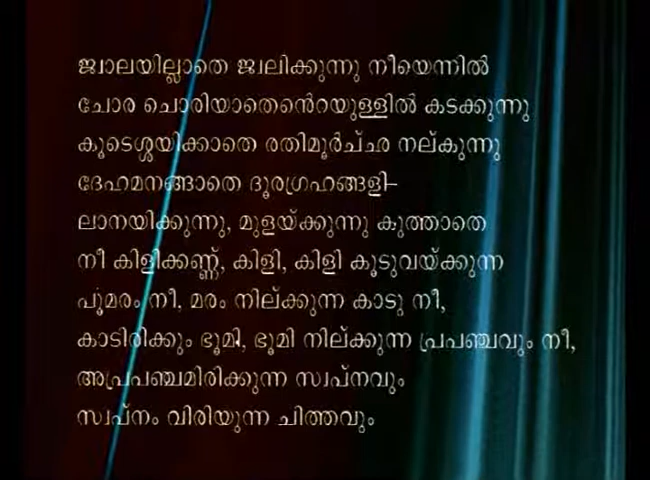 ജ്വാലയില്ലാതെ ജ്വലിക്കുന്നു നീയെന്നിൽ
ചോര ചൊരിയാതെൻറെയുള്ളിൽ കടക്കുന്നു
കൂടെശ്ശയിക്കാതെ രതിമൂർച്ഛ നല്കുന്നു
ദേഹമനങ്ങാതെ ദൂരഗ്രഹങ്ങളി–
ലാനയിക്കുന്നു, മുളയ്ക്കുന്നു കുത്താതെ
നീ കിളിക്കണ്ണ്, കിളി, കിളി കൂടുവയ്ക്കുന്ന
പൂമരം നീ, മരം നില്ക്കുന്ന കാടു നീ,
കാടിരിക്കും ഭൂമി, ഭൂമി നില്ക്കുന്ന പ്രപഞ്ചവും നീ,
അപ്രപഞ്ചമിരിക്കുന്ന സ്വപ്നവും
സ്വപ്നം വിരിയുന്ന ചിത്തവും